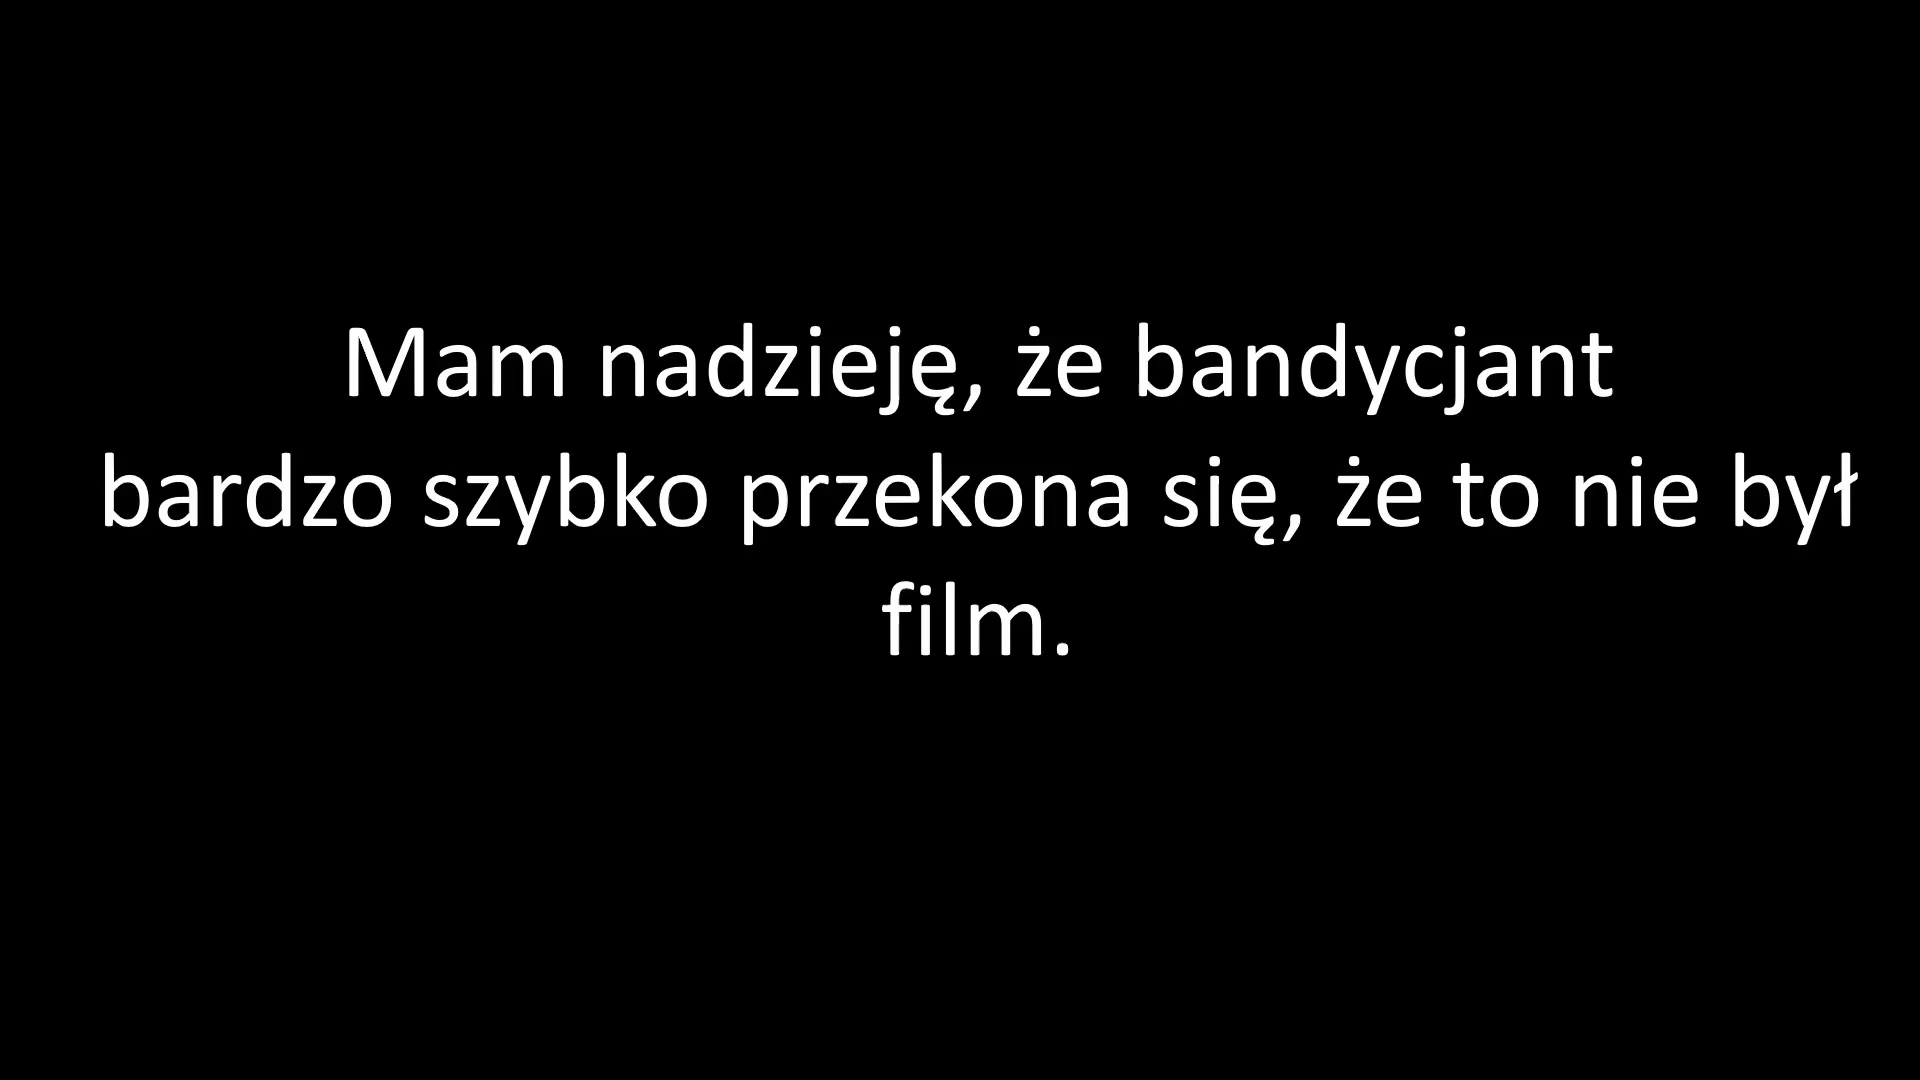 Mam nadzieję, że bandycjant
bardzo szybko przekona się, że to nie był
film.